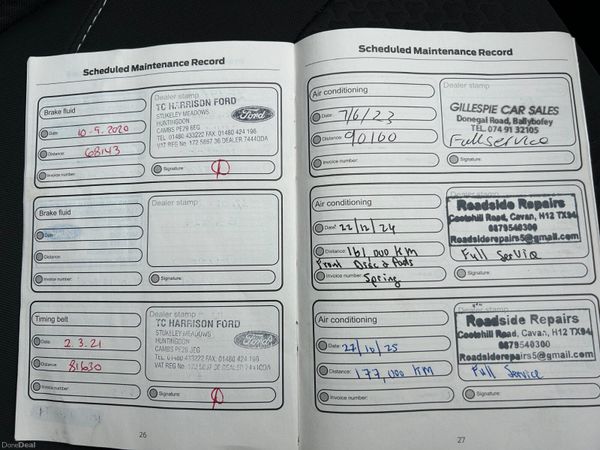 Scheduled Maintenance Record
Brake fluid
Date: 10.9.2020
Distance: 68143
Invoice number:
Dealer stamp
TC HARRISON FORD
STUKELEY MEADOWS
HUNTINGDON
CAMBS PE29 6EG
TEL: 01480 433222 FAX: 01480 424 196
VAT REG No 172 5697 36 DEALER 74440DA
Ford
Signature:
Brake fluid
Date:
Distance:
Invoice number:
Dealer stamp
Signature:
Timing belt
Date: 2.3.21
Distance: 81630
Invoice number:
Dealer stamp
TC HARRISON FORD
STUKELEY MEADOWS
HUNTINGDON
CAMBS PE29 6EG
Ford
Signature:
26
Scheduled Maintenance Record
Air conditioning
Date: 7/6/23
Distance: 90100
Invoice number:
Dealer stamp
GILLESPIE CAR SALES
Donegal Road, Ballybofey
TEL. 074 91 32105
Full Service
Signature:
Air conditioning
Date: 22/12/24
Distance: 161,000 KM
Front Disc & Pads
Invoice number: Spring
Dealer stamp
Roadside Repairs
Cootehill Road, Cavan, H12 TX94
0879540300
Roadsiderepairs5@gmail.com
Full Service
Signature:
Air conditioning
Date: 27/10/25
Distance: 177,000 KM
Invoice number:
Dealer stamp
Roadside Repairs
Cootehill Road, Cavan, H12 TX94
0879540300
Roadsiderepairs5@gmail.com
Full Service
Signature:
27
DoneDeal